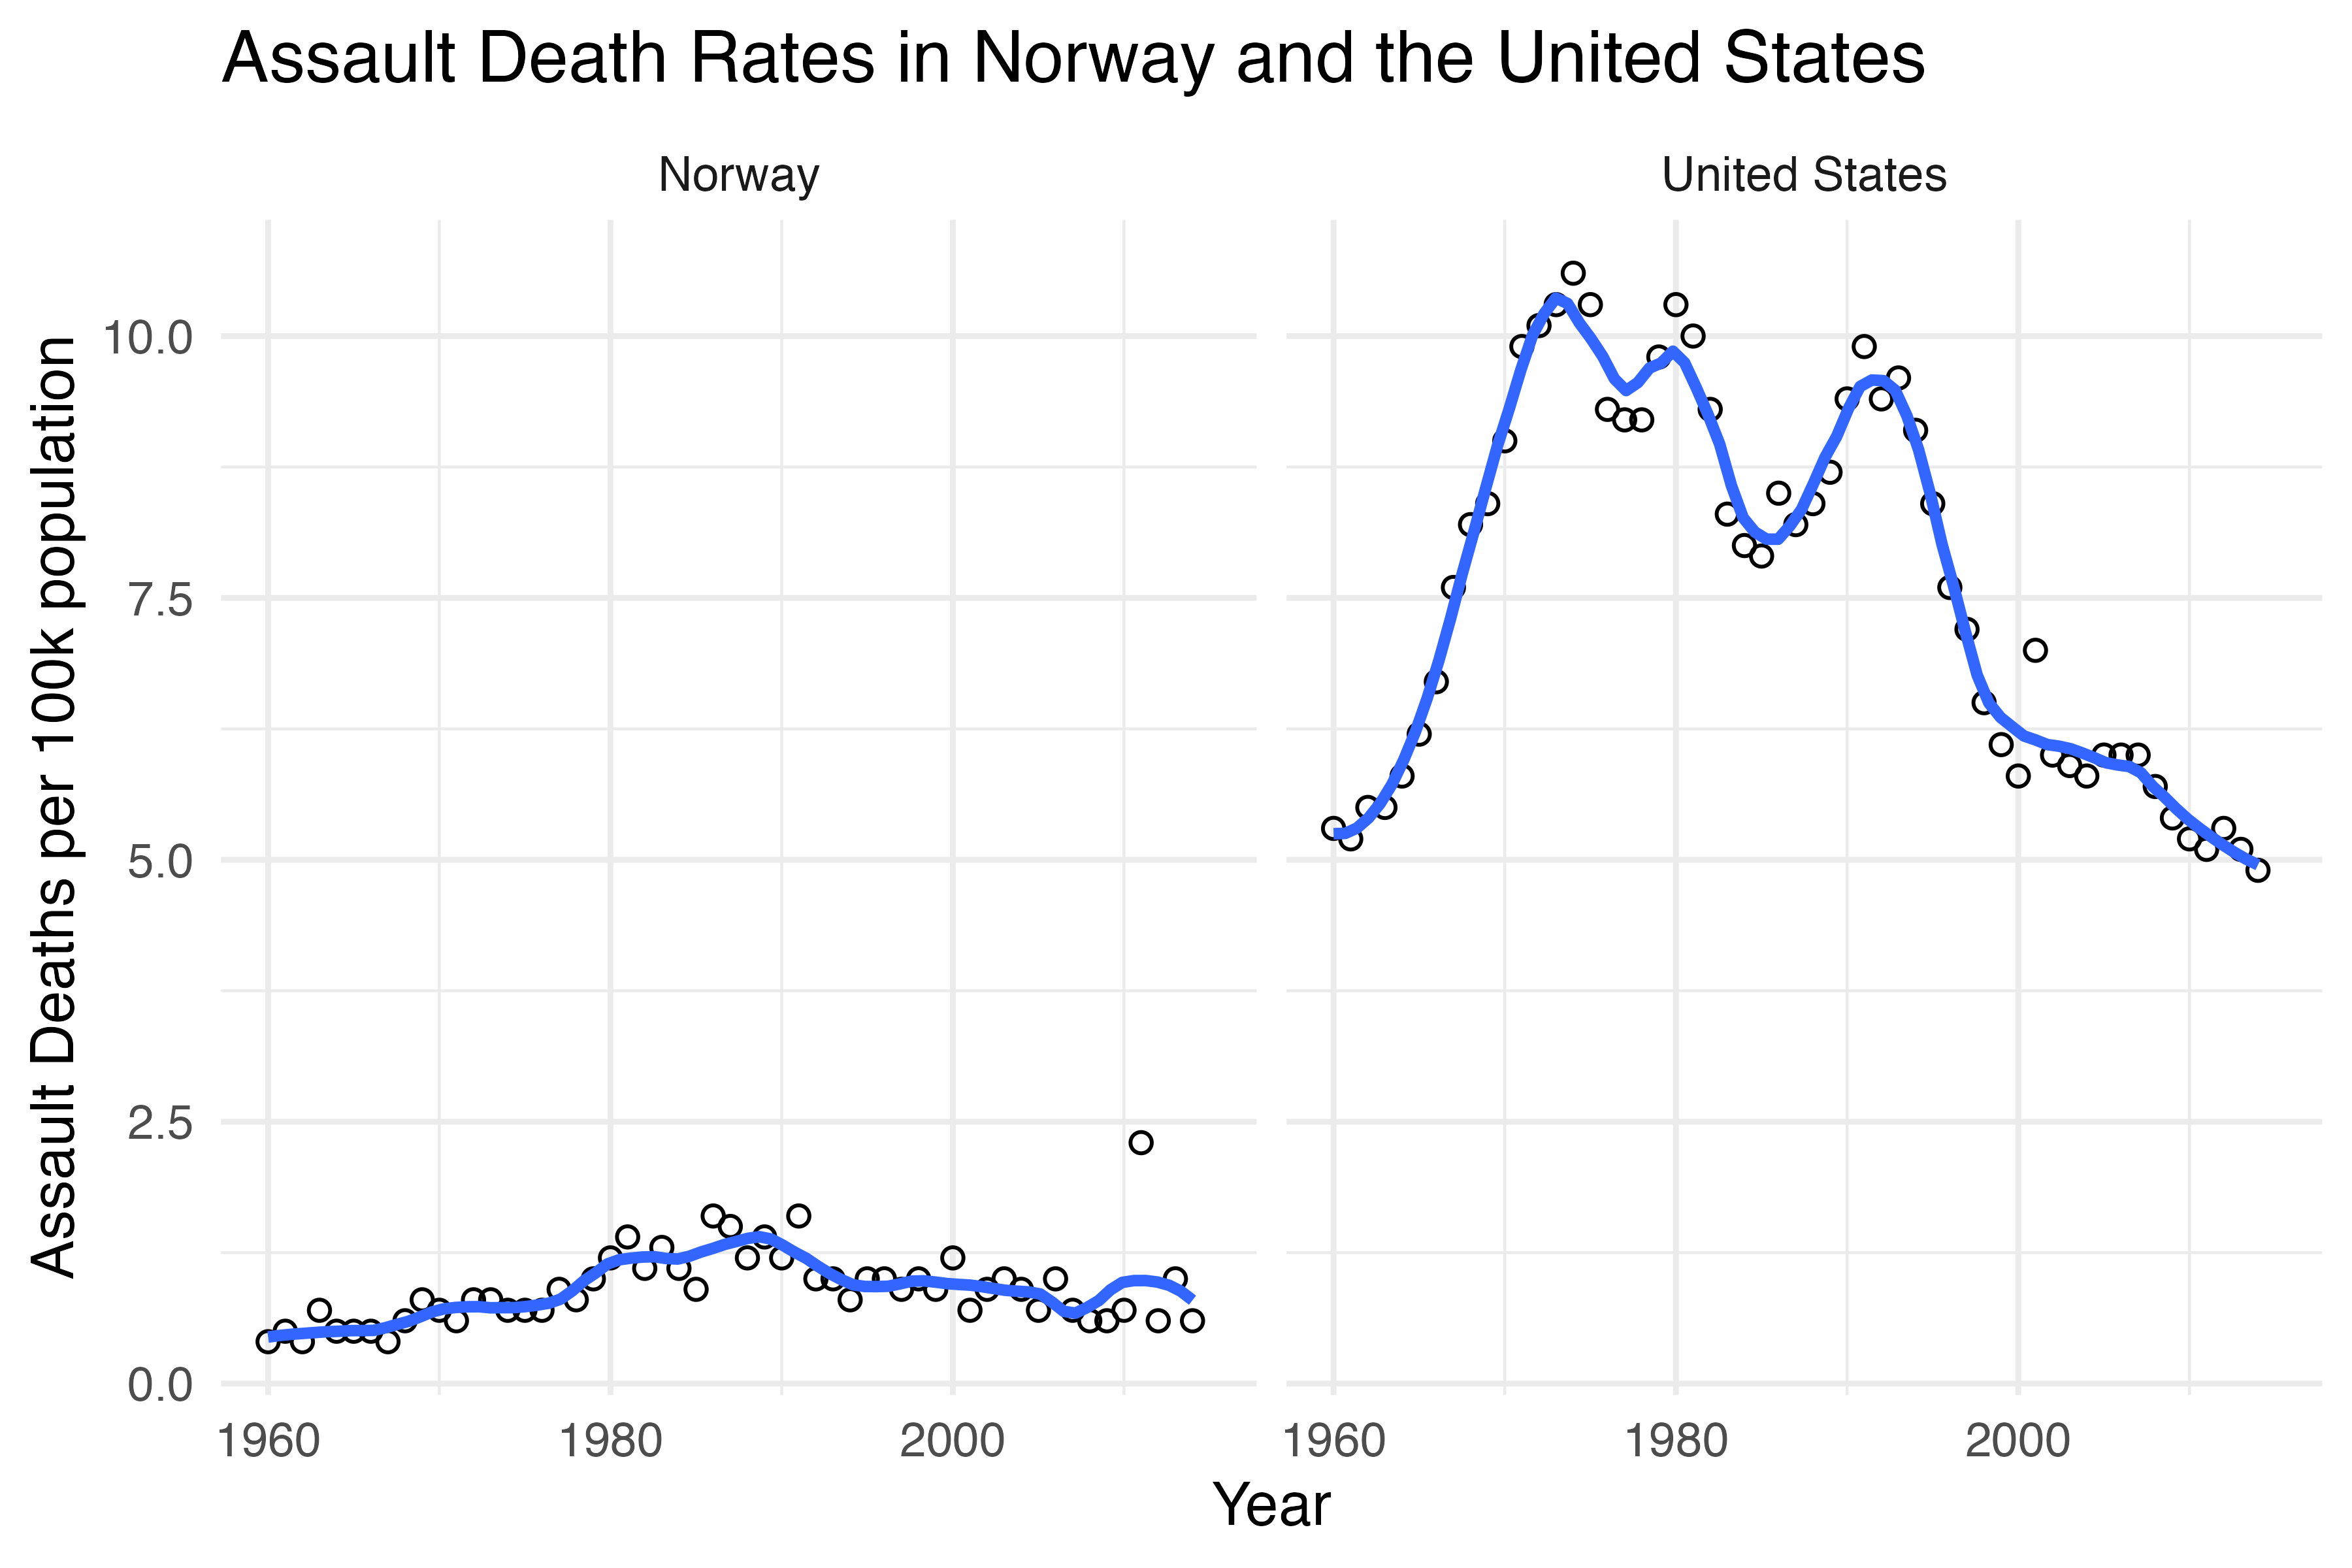 Assault Death Rates in Norway and the United States
Norway
United States
Assault Deaths per 100k population
10.0
7.5
5.0
2.5
0.0
1960 1980 2000 1960 1980 2000
Year